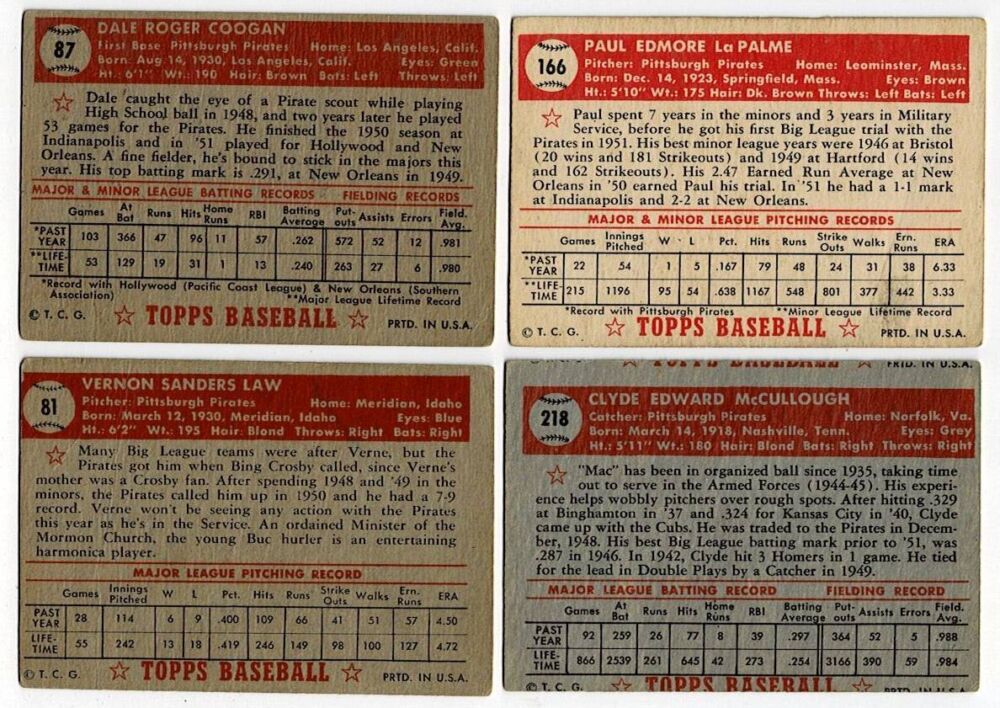 87
DALE ROGER COOGAN
First Base: Pittsburgh Pirates Home: Los Angeles, Calif.
Born: Aug 14, 1930, Los Angeles, Calif. Eyes: Green
Ht.: 6'1" Wt.: 190 Hair: Brown Bats: Left Throws: Left
Dale caught the eye of a Pirate scout while playing
High School ball in 1948, and two years later he played
53 games for the Pirates. He finished the 1950 season at
Indianapolis and in '51 played for Hollywood and New
Orleans. A fine fielder, he's bound to stick in the majors this
year. His top batting mark is .291, at New Orleans in 1949.
MAJOR & MINOR LEAGUE BATTING RECORDS FIELDING RECORDS
Games At Bat Runs Hits Home Runs RBI Batting Average Put-outs Assists Errors Field. Avg.
*PAST YEAR 103 366 47 96 11 57 .262 572 52 12 .981
**LIFE-TIME 53 129 19 31 1 13 .240 263 27 6 .980
*Record with Hollywood (Pacific Coast League) & New Orleans (Southern
Association) **Major League Lifetime Record
© T. C. G. TOPPS BASEBALL PRTD. IN U.S.A.
166
PAUL EDMORE LaPALME
Pitcher: Pittsburgh Pirates Home: Leominster, Mass.
Born: Dec. 14, 1923, Springfield, Mass. Eyes: Brown
Ht.: 5'10" Wt.: 175 Hair: Dk. Brown Throws: Left Bats: Left
Paul spent 7 years in the minors and 3 years in Military
Service, before he got his first Big League trial with the
Pirates in 1951. His best minor league years were 1946 at Bristol
(20 wins and 181 Strikeouts) and 1949 at Hartford (14 wins
and 162 Strikeouts). His 2.47 Earned Run Average at New
Orleans in '50 earned Paul his trial. In '51 he had a 1-1 mark
at Indianapolis and 2-2 at New Orleans.
MAJOR & MINOR LEAGUE PITCHING RECORDS
Games Innings Pitched W L Pct. Hits Runs Strike Outs Walks Ern. Runs ERA
*PAST YEAR 22 54 1 5 .167 79 48 24 31 38 6.33
**LIFE-TIME 215 1196 95 54 .638 1167 548 801 377 442 3.33
*Record with Pittsburgh Pirates **Minor League Lifetime Record
© T. C. G. TOPPS BASEBALL PRTD. IN U.S.A.
81
VERNON SANDERS LAW
Pitcher: Pittsburgh Pirates Home: Meridian, Idaho
Born: March 12, 1930, Meridian, Idaho Eyes: Blue
Ht.: 6'2" Wt.: 195 Hair: Blond Throws: Right Bats: Right
Many Big League teams were after Verne, but the
Pirates got him when Bing Crosby called, since Verne's
mother was a Crosby fan. After spending 1948 and '49 in the
minors, the Pirates called him up in 1950 and he had a 7-9
record. Verne won't be seeing any action with the Pirates
this year as he's in the Service. An ordained Minister of the
Mormon Church, the young Buc hurler is an entertaining
harmonica player.
MAJOR LEAGUE PITCHING RECORD
Games Innings Pitched W L Pct. Hits Runs Strike Outs Walks Ern. Runs ERA
PAST YEAR 28 114 6 9 .400 109 66 41 51 57 4.50
LIFE-TIME 55 242 13 18 .419 246 149 98 100 127 4.72
© T. C. G. TOPPS BASEBALL PRTD. IN U.S.A.
TOPPS BASEBALL PRTD. IN U.S.A.
218
CLYDE EDWARD McCULLOUGH
Catcher: Pittsburgh Pirates Home: Norfolk, Va.
Born: March 14, 1918, Nashville, Tenn. Eyes: Grey
Ht.: 5'11" Wt.: 180 Hair: Blond Bats: Right Throws: Right
"Mac" has been in organized ball since 1935, taking time
out to serve in the Armed Forces (1944-45). His experi-
ence helps wobbly pitchers over rough spots. After hitting .329
at Binghamton in '37 and .324 for Kansas City in '40, Clyde
came up with the Cubs. He was traded to the Pirates in Decem-
ber, 1948. His best Big League batting mark prior to '51, was
.287 in 1946. In 1942, Clyde hit 3 Homers in 1 game. He tied
for the lead in Double Plays by a Catcher in 1949.
MAJOR LEAGUE BATTING RECORD FIELDING RECORD
Games At Bat Runs Hits Home Runs RBI Batting Average Put-outs Assists Errors Field. Avg.
PAST YEAR 92 259 26 77 8 39 .297 364 52 5 .988
LIFE-TIME 866 2539 261 645 42 273 .254 3166 390 59 .984
© T. C. G. TOPPS BASEBALL PRTD. IN U.S.A.